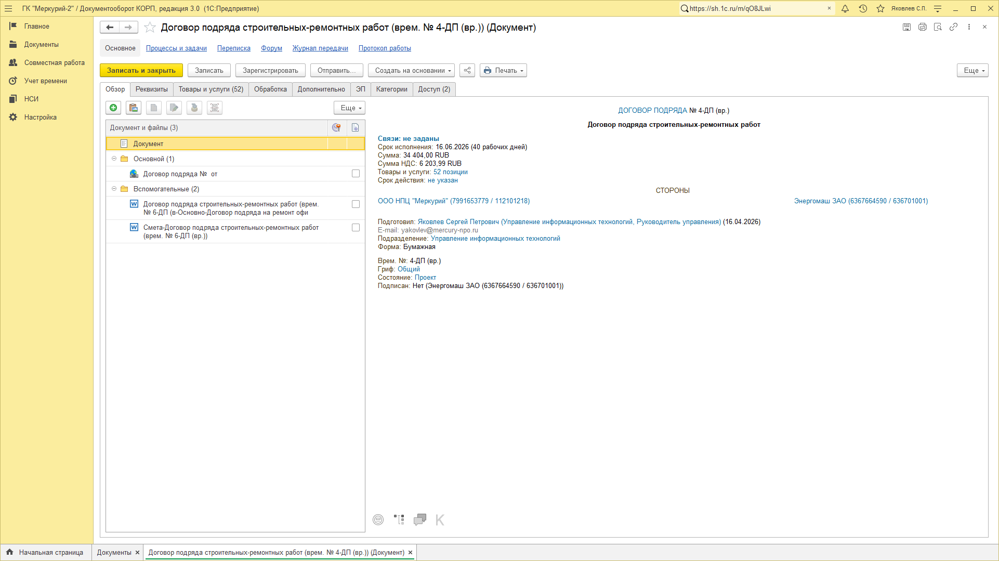 ГК "Меркурий-2" / Документооборот КОРП, редакция 3.0 (1С:Предприятие)
https://sh.1c.ru/m/qO8JLwi
Яковлев С.П.
Главное
Документы
Совместная работа
Учет времени
НСИ
Настройка
Договор подряда строительных-ремонтных работ (врем. № 4-ДП (вр.)) (Документ)
Основное
Процессы и задачи
Переписка
Форум
Журнал передачи
Протокол работы
Записать и закрыть
Записать
Зарегистрировать
Отправить...
Создать на основании
Печать
Еще
Обзор
Реквизиты
Товары и услуги (52)
Обработка
Дополнительно
ЭП
Категории
Доступ (2)
Еще
Документ и файлы (3)
Документ
Основной (1)
Договор подряда № от
Вспомогательные (2)
Договор подряда строительных-ремонтных работ (врем.
№ 6-ДП (в-Основно-Договор подряда на ремонт офи
Смета-Договор подряда строительных-ремонтных работ
(врем. № 6-ДП (вр.))
ДОГОВОР ПОДРЯДА № 4-ДП (вр.)
Договор подряда строительных-ремонтных работ
Связи: не заданы
Срок исполнения: 16.06.2026 (40 рабочих дней)
Сумма: 34 404,00 RUB
Сумма НДС: 6 203,99 RUB
Товары и услуги: 52 позиции
Срок действия: не указан
СТОРОНЫ
ООО НПЦ "Меркурий" (7991653779 / 112101218)
Энергомаш ЗАО (6367664590 / 636701001)
Подготовил: Яковлев Сергей Петрович (Управление информационных технологий, Руководитель управления) (16.04.2026)
E-mail: yakovlev@mercury-npo.ru
Подразделение: Управление информационных технологий
Форма: Бумажная
Врем. №: 4-ДП (вр.)
Гриф: Общий
Состояние: Проект
Подписан: Нет (Энергомаш ЗАО (6367664590 / 636701001))
К
Начальная страница
Документы
Договор подряда строительных-ремонтных работ (врем. № 4-ДП (вр.)) (Документ)